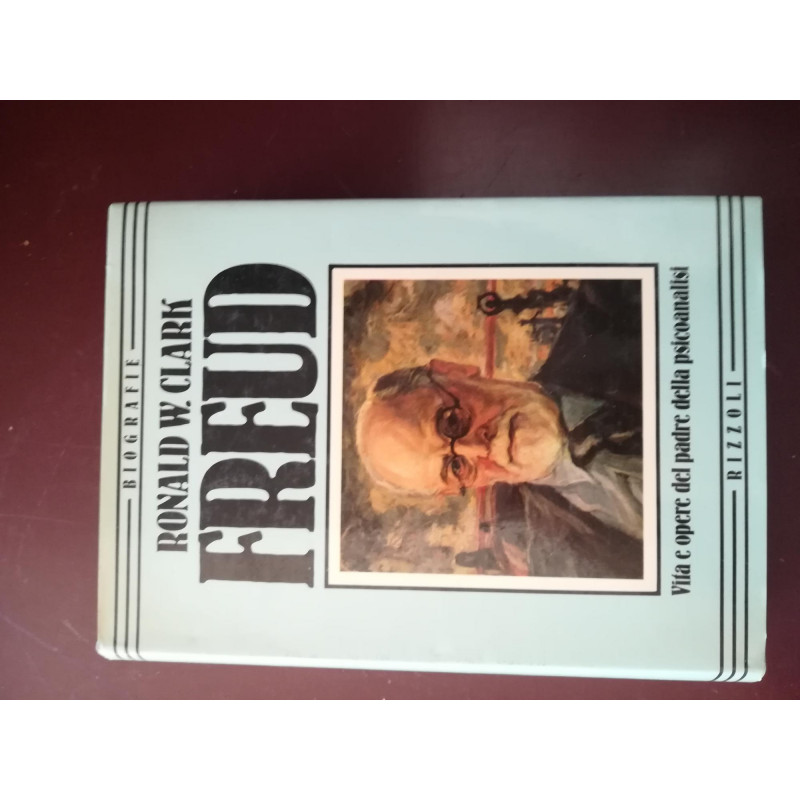 BIOGRAFIE
RONALD W. CLARK
FREUD
Vita e opere del padre della psicoanalisi
RIZZOLI